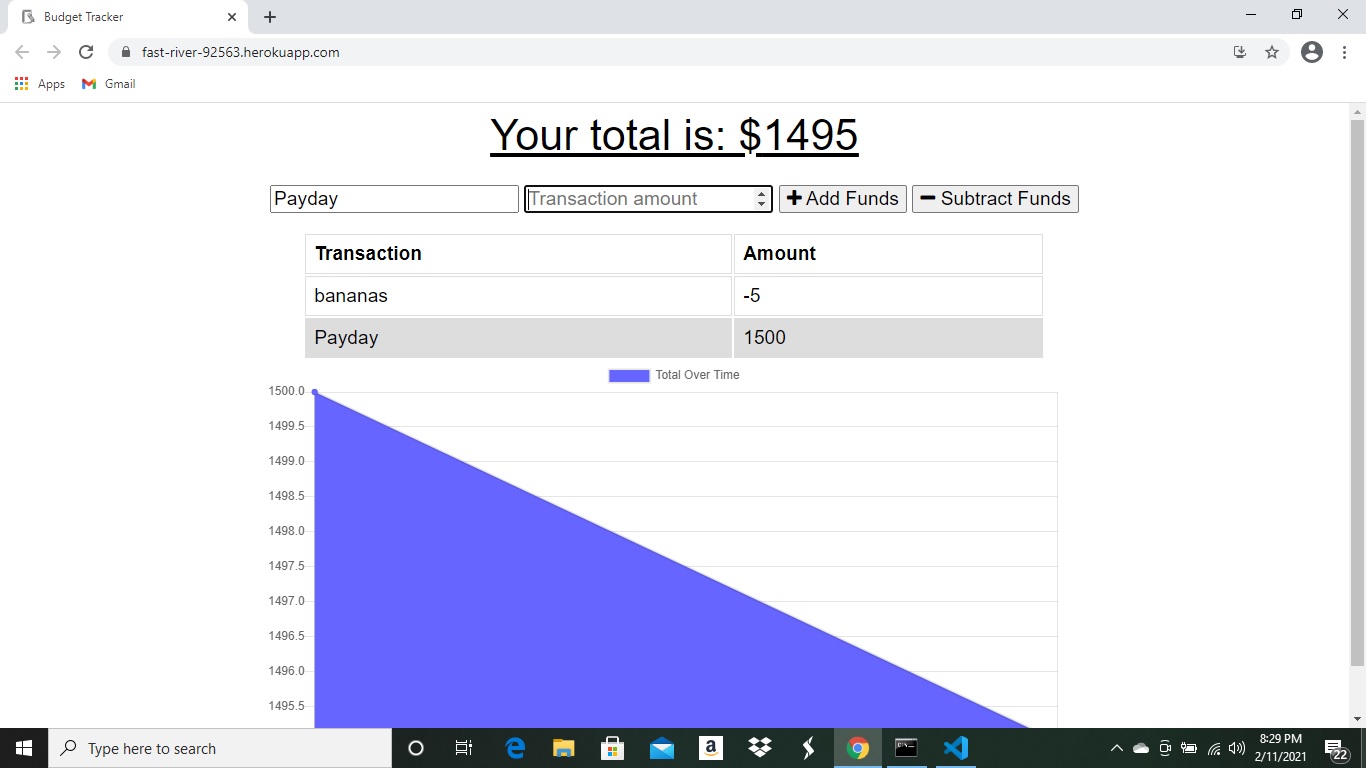 Budget Tracker
fast-river-92563.herokuapp.com
Apps Gmail
Your total is: $1495
Payday Transaction amount Add Funds Subtract Funds
Transaction Amount
bananas -5
Payday 1500
Total Over Time
1500.0
1499.5
1499.0
1498.5
1498.0
1497.5
1497.0
1496.5
1496.0
1495.5
Type here to search
a
8:29 PM
2/11/2021
22